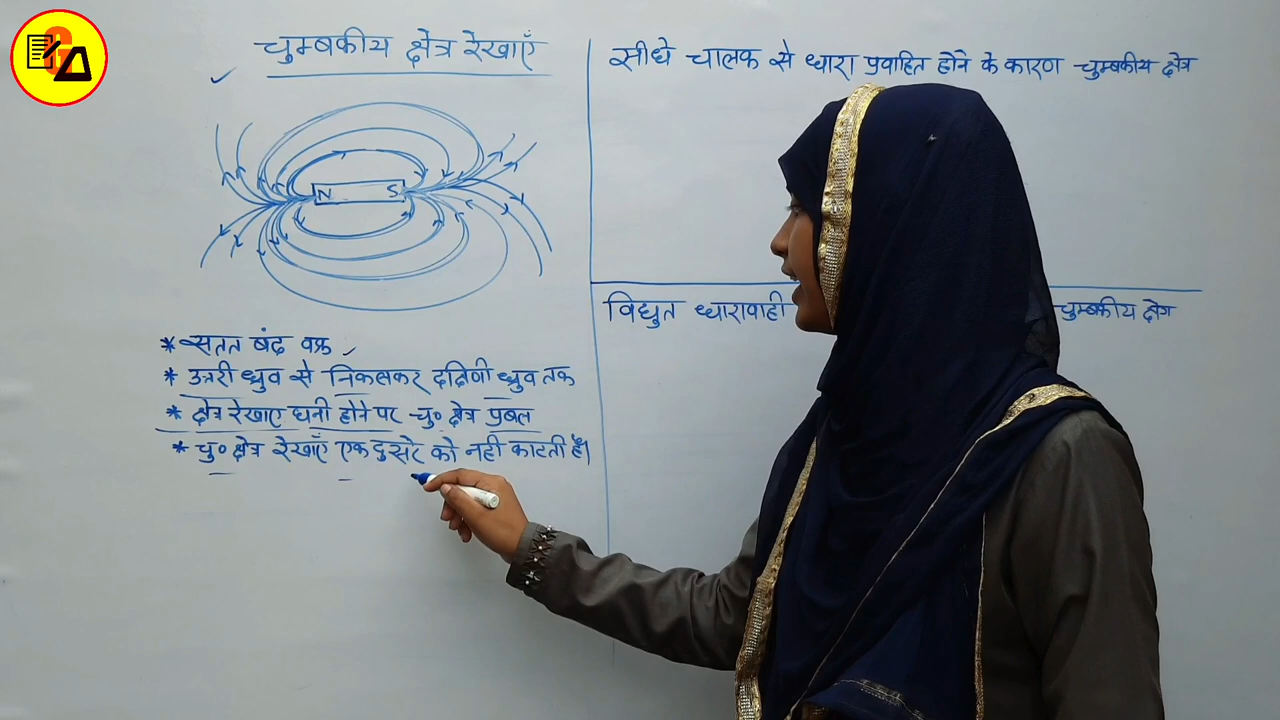 चुम्बकीय क्षेत्र रेखाएँ
N S
* सतत बंद वक्र
* उत्तरी ध्रुव से निकलकर दक्षिणी ध्रुव तक
* क्षेत्र रेखाए घनी होने पर चु० क्षेत्र प्रबल
* चु० क्षेत्र रेखाएँ एक दुसरे को नही काटती है।
सीधे चालक से धारा प्रवाहित होने के कारण चुम्बकीय क्षेत्र
विद्युत धारावाही चुम्बकीय क्षेत्र